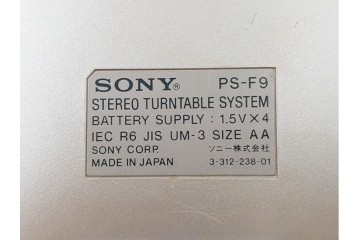 SONY® PS-F9
STEREO TURNTABLE SYSTEM
BATTERY SUPPLY : 1.5V×4
IEC R6 JIS UM-3 SIZE AA
SONY CORP. ソニー株式会社
MADE IN JAPAN 3-312-238-01